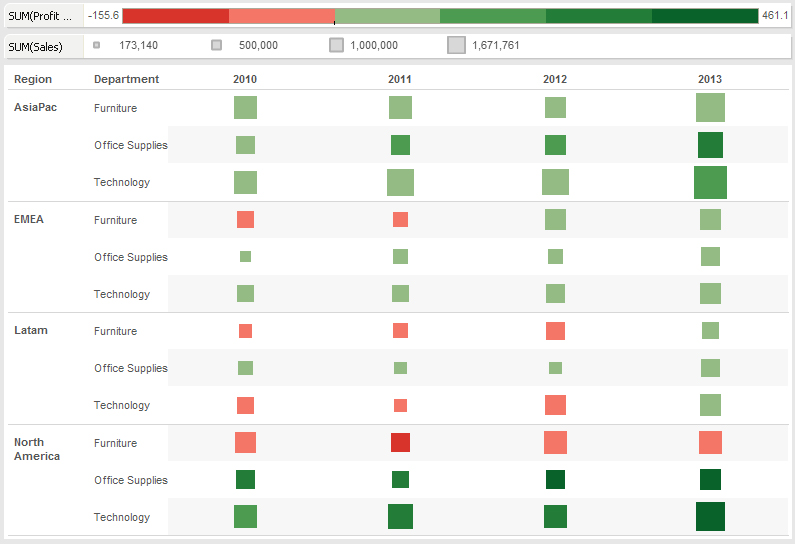 SUM(Profit ... -155.6 461.1
SUM(Sales) 173,140 500,000 1,000,000 1,671,761
Region Department 2010 2011 2012 2013
AsiaPac Furniture
Office Supplies
Technology
EMEA Furniture
Office Supplies
Technology
Latam Furniture
Office Supplies
Technology
North America Furniture
Office Supplies
Technology